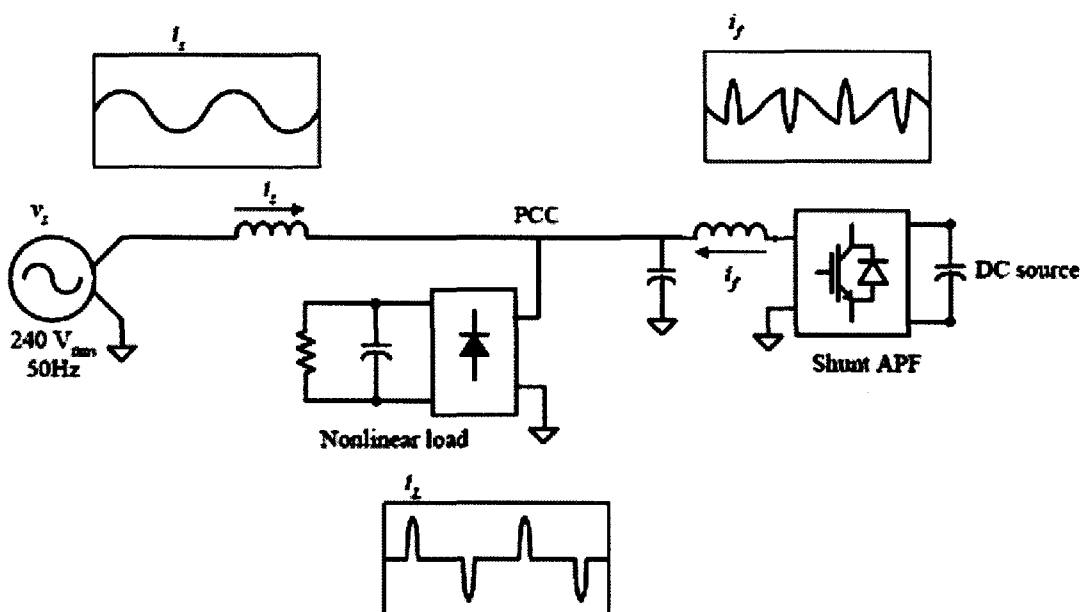 i_s
i_f
v_s
i_s
PCC
i_f
DC source
240 V_rms
50Hz
Shunt APF
Nonlinear load
i_L